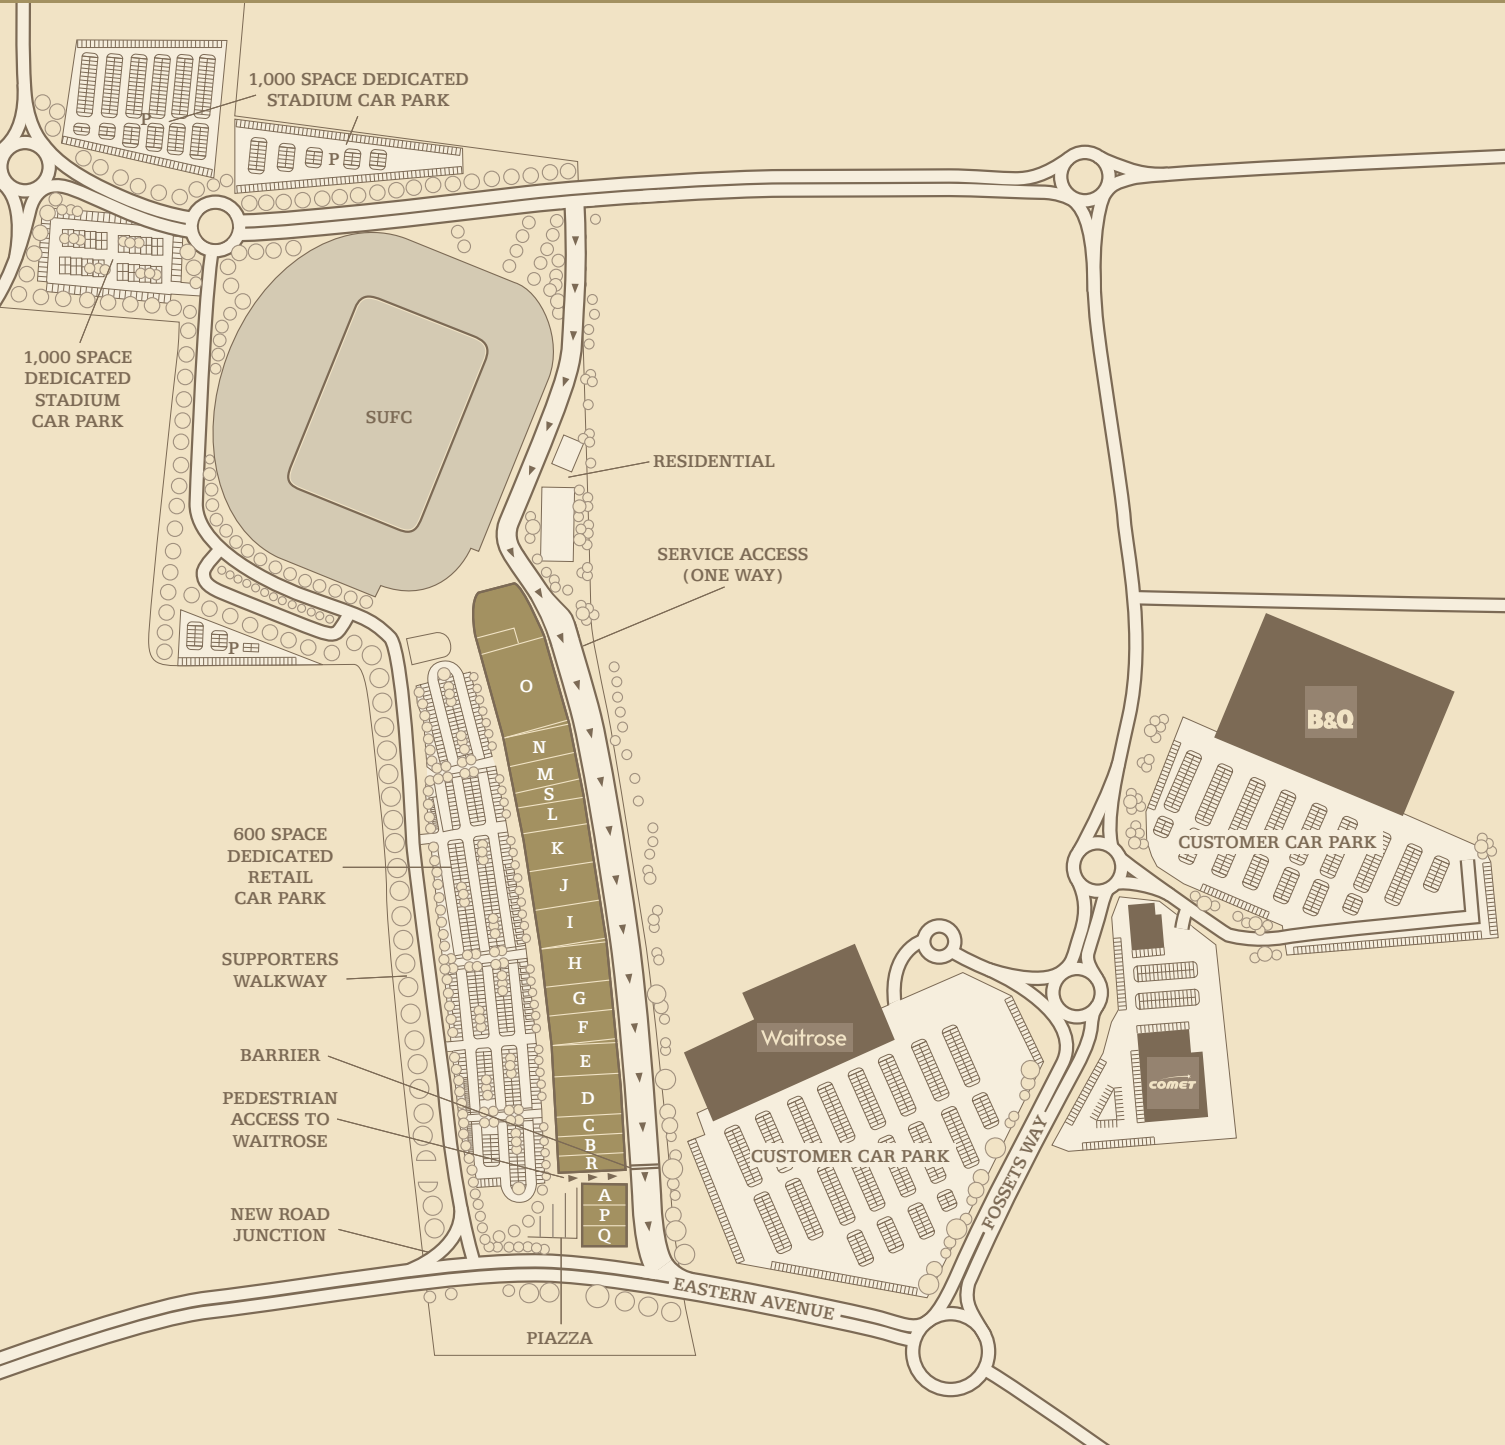 1,000 SPACE DEDICATED
STADIUM CAR PARK
P
P
1,000 SPACE
DEDICATED
STADIUM
CAR PARK
SUFC
RESIDENTIAL
SERVICE ACCESS
(ONE WAY)
P
O
N
M
S
L
K
J
I
H
G
F
E
D
C
B
R
A
P
Q
B&Q
CUSTOMER CAR PARK
600 SPACE
DEDICATED
RETAIL
CAR PARK
SUPPORTERS
WALKWAY
BARRIER
PEDESTRIAN
ACCESS TO
WAITROSE
NEW ROAD
JUNCTION
Waitrose
COMET
CUSTOMER CAR PARK
FOSSETS WAY
EASTERN AVENUE
PIAZZA